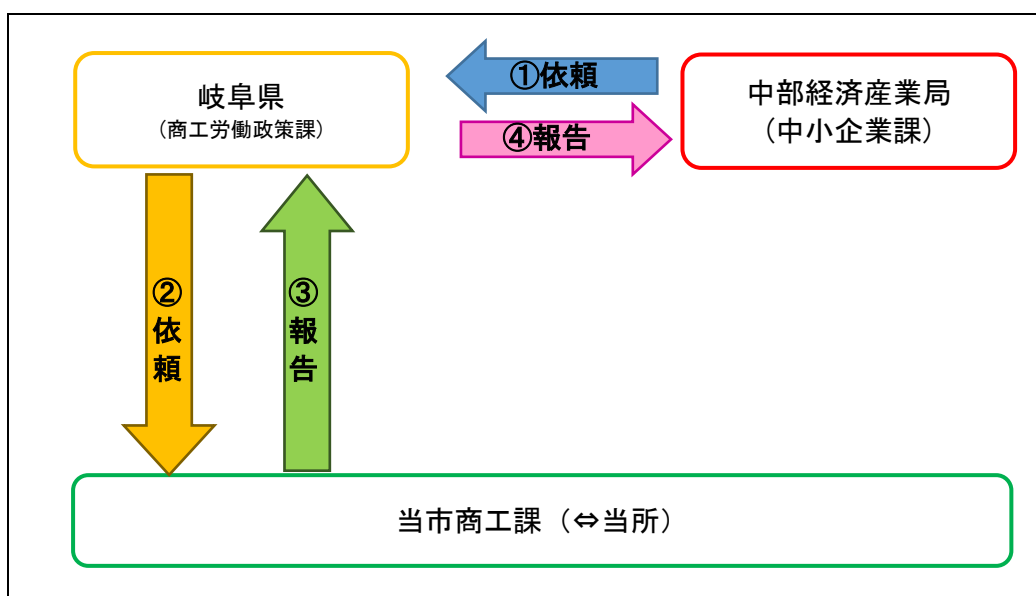 岐阜県
（商工労働政策課）
①依頼
④報告
中部経済産業局
（中小企業課）
②依頼
③報告
当市商工課（⇔当所）